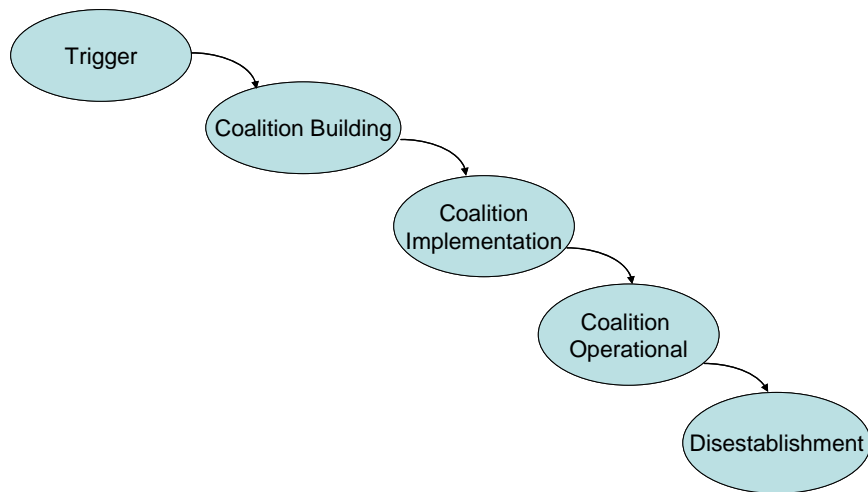 Trigger
Coalition Building
Coalition
Implementation
Coalition
Operational
Disestablishment